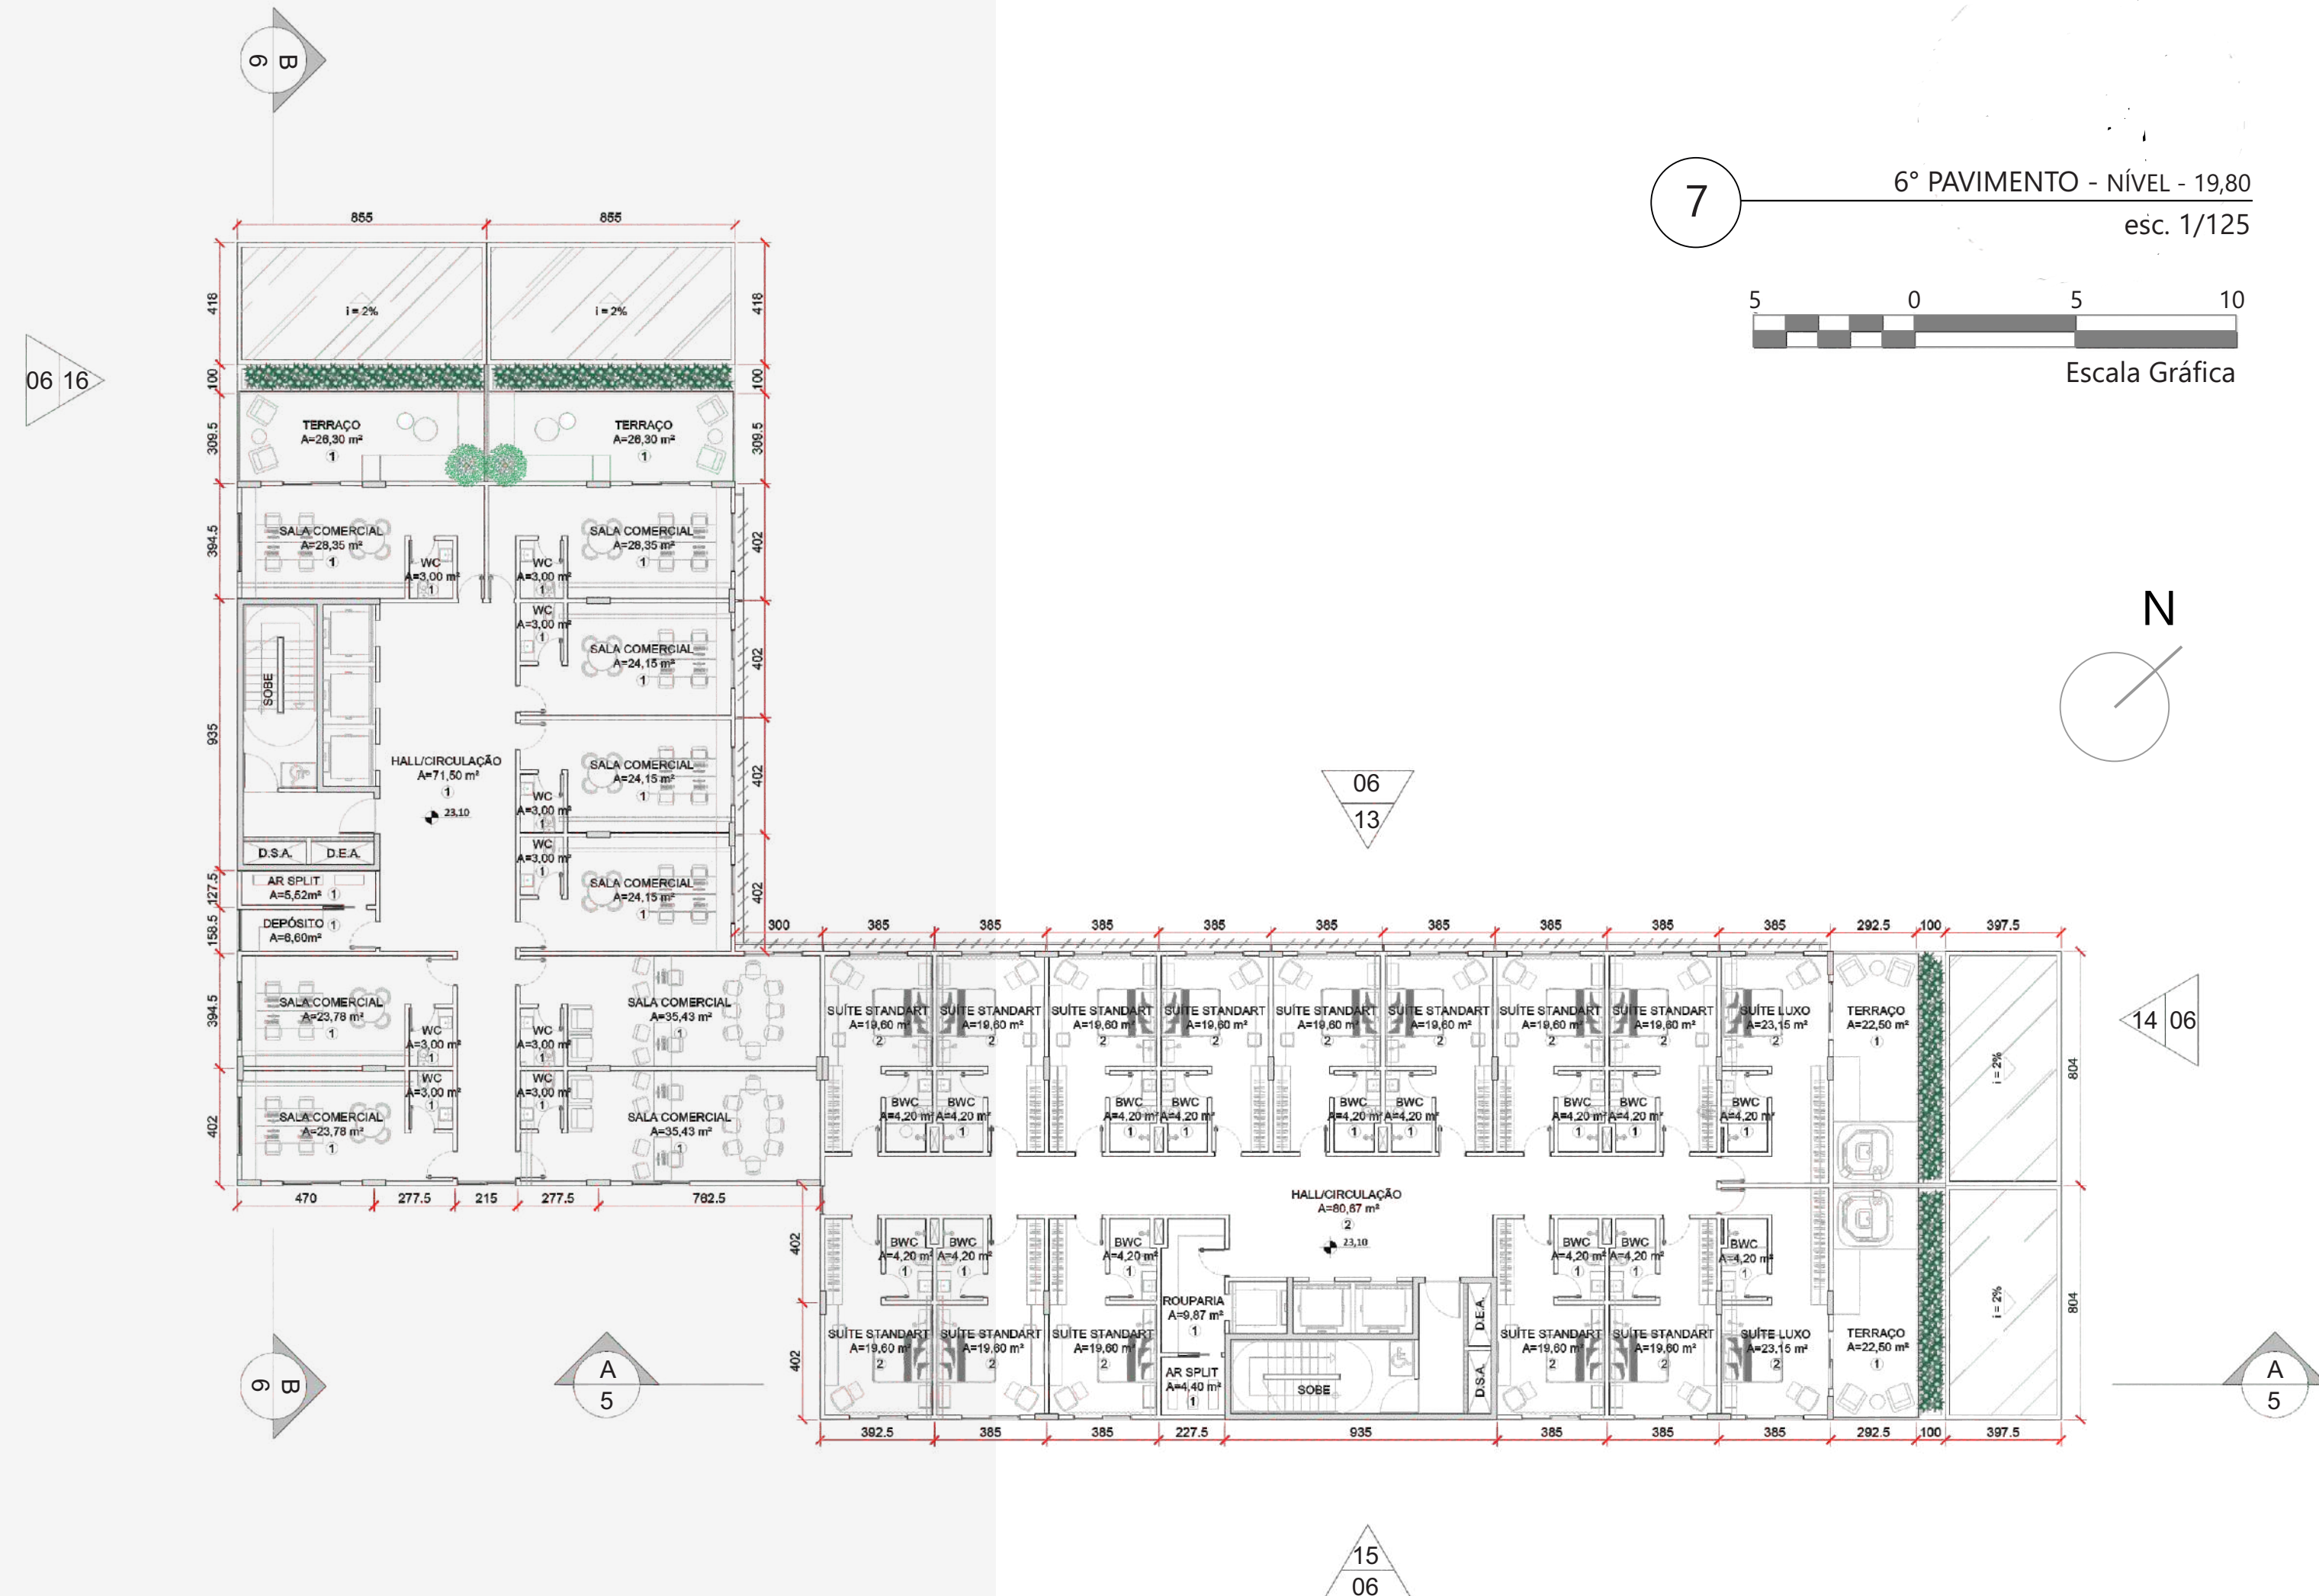 B
6
7
6° PAVIMENTO - NÍVEL - 19,80
esc. 1/125
5 0 5 10
Escala Gráfica
N
06 16
855 855
418
i = 2%
i = 2%
418
100
100
309.5
TERRAÇO
A=26,30 m²
1
TERRAÇO
A=26,30 m²
1
309.5
394.5
SALA COMERCIAL
A=28,35 m²
1
WC
A=3,00 m²
1
WC
A=3,00 m²
1
SALA COMERCIAL
A=28,35 m²
1
402
935
SOBE
WC
A=3,00 m²
1
SALA COMERCIAL
A=24,15 m²
1
402
HALL/CIRCULAÇÃO
A=71,50 m²
1
23,10
SALA COMERCIAL
A=24,15 m²
1
WC
A=3,00 m²
1
402
D.S.A. D.E.A.
WC
A=3,00 m²
1
SALA COMERCIAL
A=24,15 m²
1
402
127.5
AR SPLIT
A=5,52m² 1
158.5
DEPÓSITO 1
A=6,60m²
06
13
300 385 385 385 385 385 385 385 385 385 292.5 100 397.5
394.5
SALA COMERCIAL
A=23,78 m²
1
WC
A=3,00 m²
1
WC
A=3,00 m²
1
SALA COMERCIAL
A=35,43 m²
1
402
SALA COMERCIAL
A=23,78 m²
1
WC
A=3,00 m²
1
WC
A=3,00 m²
1
SALA COMERCIAL
A=35,43 m²
1
470 277.5 215 277.5 762.5
SUÍTE STANDART
A=19,60 m²
2
SUÍTE STANDART
A=19,60 m²
2
SUÍTE STANDART
A=19,60 m²
2
SUÍTE STANDART
A=19,60 m²
2
SUÍTE STANDART
A=19,60 m²
2
SUÍTE STANDART
A=19,60 m²
2
SUÍTE STANDART
A=19,60 m²
2
SUÍTE STANDART
A=19,60 m²
2
SUÍTE LUXO
A=23,15 m²
2
TERRAÇO
A=22,50 m²
1
i = 2%
804
14 06
BWC
A=4,20 m²
BWC
A=4,20 m²
1
BWC
A=4,20 m²
1
BWC
A=4,20 m²
1
BWC
A=4,20 m²
1
BWC
A=4,20 m²
1
BWC
A=4,20 m²
1
BWC
A=4,20 m²
1
BWC
A=4,20 m²
1
HALL/CIRCULAÇÃO
A=80,67 m²
2
23,10
402
BWC
A=4,20 m²
1
BWC
A=4,20 m²
1
BWC
A=4,20 m²
1
BWC
A=4,20 m²
1
BWC
A=4,20 m²
1
BWC
A=4,20 m²
1
ROUPARIA
A=9,87 m²
1
D.E.A.
402
SUÍTE STANDART
A=19,60 m²
2
SUÍTE STANDART
A=19,60 m²
2
SUÍTE STANDART
A=19,60 m²
2
AR SPLIT
A=4,40 m²
1
SOBE
D.S.A.
SUÍTE STANDART
A=19,60 m²
2
SUÍTE STANDART
A=19,60 m²
2
SUÍTE LUXO
A=23,15 m²
2
TERRAÇO
A=22,50 m²
1
i = 2%
804
392.5 385 385 227.5 935 385 385 385 292.5 100 397.5
B
6
A
5
A
5
15
06